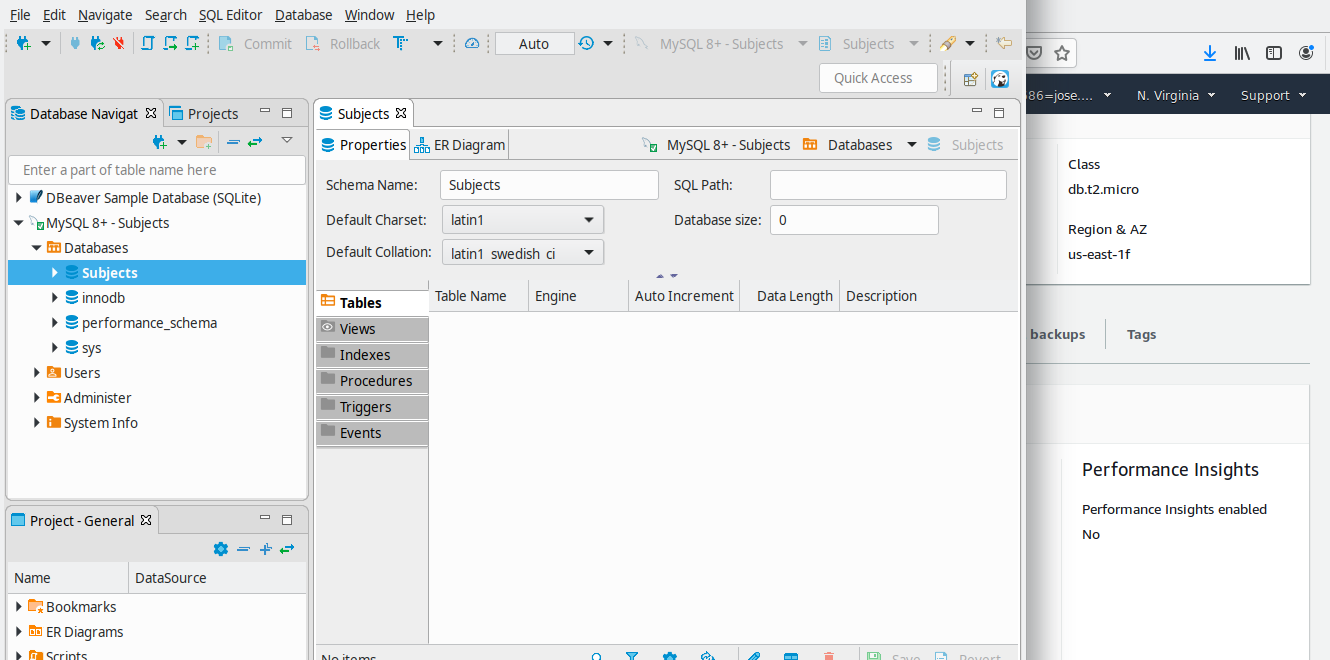 File Edit Navigate Search SQL Editor Database Window Help
Commit Rollback Auto MySQL 8+ - Subjects Subjects
Quick Access
Database Navigat Projects
Enter a part of table name here
DBeaver Sample Database (SQLite)
MySQL 8+ - Subjects
Databases
Subjects
innodb
performance_schema
sys
Users
Administer
System Info
Project - General
Name DataSource
Bookmarks
ER Diagrams
Scripts
Subjects
Properties ER Diagram MySQL 8+ - Subjects Databases Subjects
Schema Name: Subjects SQL Path:
Default Charset: latin1 Database size: 0
Default Collation: latin1_swedish_ci
Tables
Views
Indexes
Procedures
Triggers
Events
Table Name Engine Auto Increment Data Length Description
No items
Save Revert
86=jose.... N. Virginia Support
Class
db.t2.micro
Region & AZ
us-east-1f
backups Tags
Performance Insights
Performance Insights enabled
No